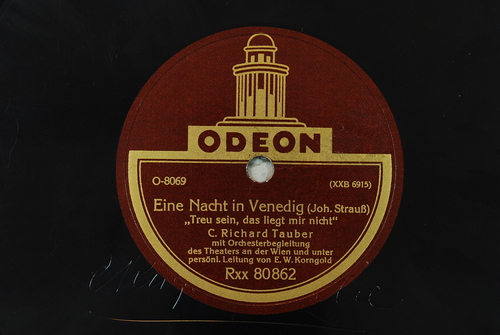 ODEON
O-8069
(XXB 6915)
Eine Nacht in Venedig (Joh. Strauß)
„Treu sein, das liegt mir nicht“
C. Richard Tauber
mit Orchesterbegleitung
des Theaters an der Wien und unter
persönl. Leitung von E. W. Korngold
Rxx 80862